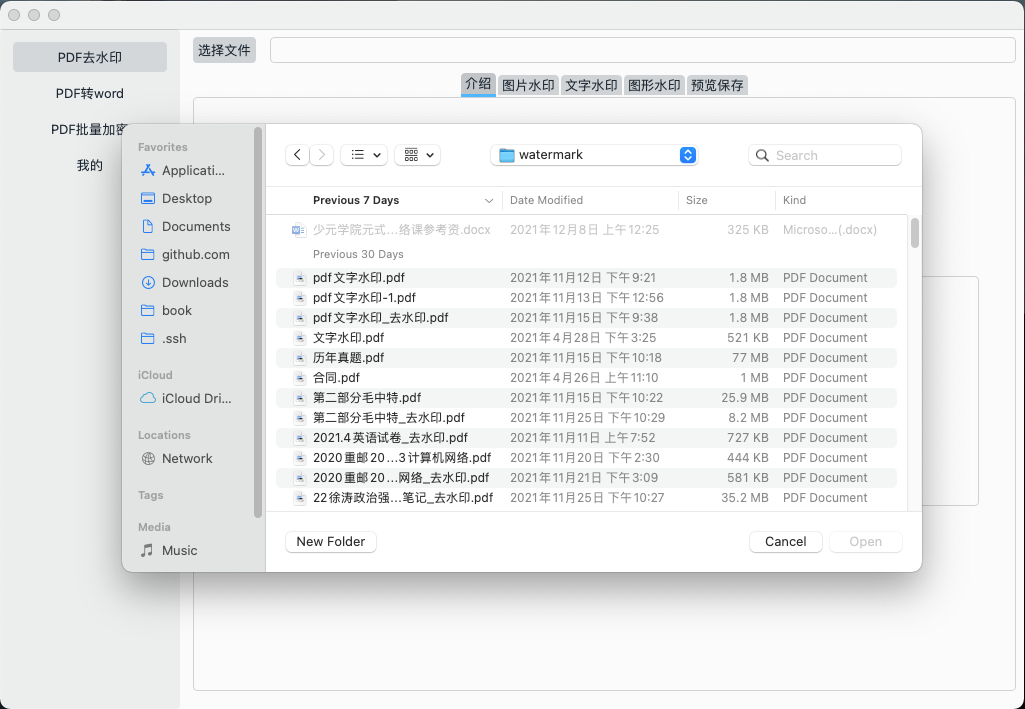 PDF去水印
PDF转word
PDF批量加密
我的
选择文件
介绍 图片水印 文字水印 图形水印 预览保存
Favorites
Applicati...
Desktop
Documents
github.com
Downloads
book
.ssh
iCloud
iCloud Dri...
Locations
Network
Tags
Media
Music
watermark
Search
Previous 7 Days Date Modified Size Kind
少元学院元式...络课参考资.docx 2021年12月8日 上午12:25 325 KB Microso...(.docx)
Previous 30 Days
pdf文字水印.pdf 2021年11月12日 下午9:21 1.8 MB PDF Document
pdf文字水印-1.pdf 2021年11月13日 下午12:56 1.8 MB PDF Document
pdf文字水印_去水印.pdf 2021年11月15日 下午9:38 1.8 MB PDF Document
文字水印.pdf 2021年4月28日 下午3:25 521 KB PDF Document
历年真题.pdf 2021年11月15日 下午10:18 77 MB PDF Document
合同.pdf 2021年4月26日 上午11:10 1 MB PDF Document
第二部分毛中特.pdf 2021年11月15日 下午10:22 25.9 MB PDF Document
第二部分毛中特_去水印.pdf 2021年11月25日 下午10:29 8.2 MB PDF Document
2021.4英语试卷_去水印.pdf 2021年11月11日 上午7:52 727 KB PDF Document
2020重邮20...3计算机网络.pdf 2021年11月20日 下午2:30 444 KB PDF Document
2020重邮20...网络_去水印.pdf 2021年11月21日 下午3:09 581 KB PDF Document
22徐涛政治强...笔记_去水印.pdf 2021年11月25日 下午10:27 35.2 MB PDF Document
New Folder
Cancel
Open